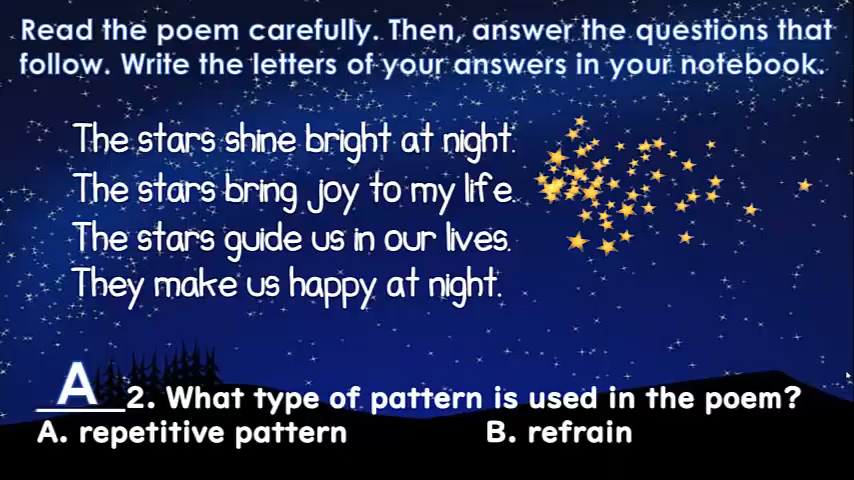 Read the poem carefully. Then, answer the questions that
follow. Write the letters of your answers in your notebook.
The stars shine bright at night.
The stars bring joy to my life.
The stars guide us in our lives.
They make us happy at night.
A 2. What type of pattern is used in the poem?
A. repetitive pattern B. refrain